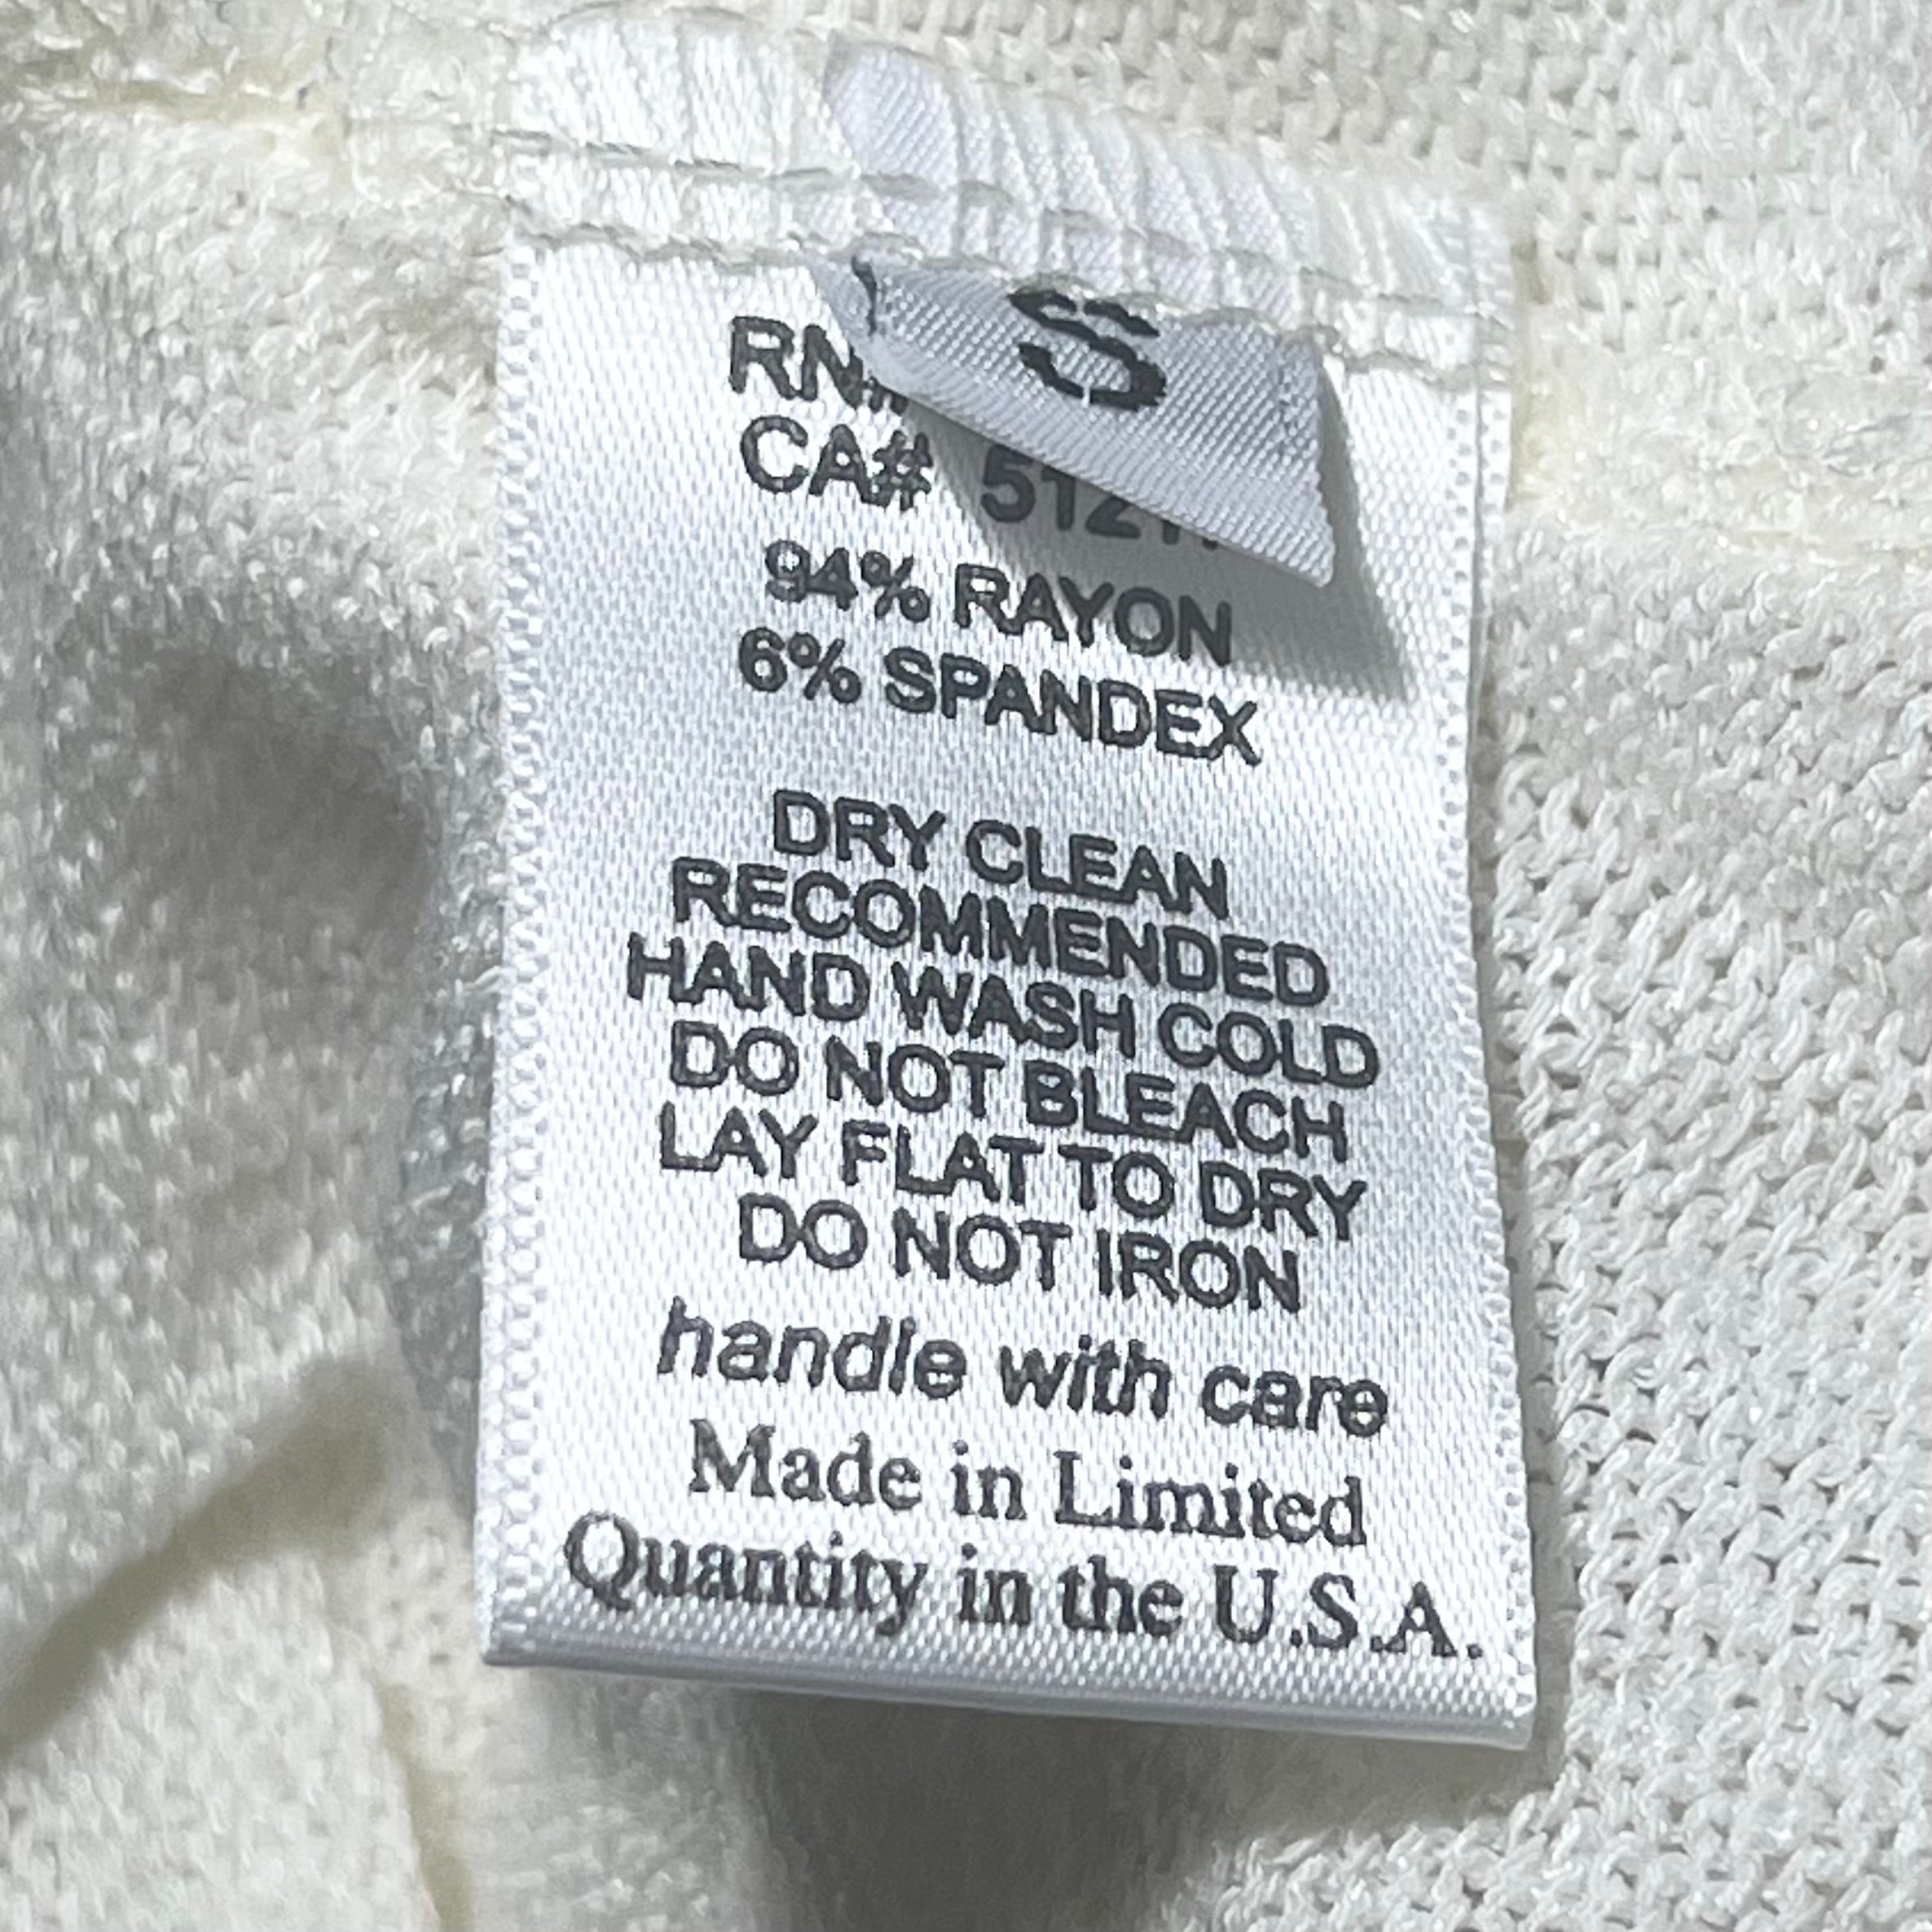 S
RN#
CA#
94% RAYON
6% SPANDEX
DRY CLEAN
RECOMMENDED
HAND WASH COLD
DO NOT BLEACH
LAY FLAT TO DRY
DO NOT IRON
handle with care
Made in Limited
Quantity in the U.S.A.